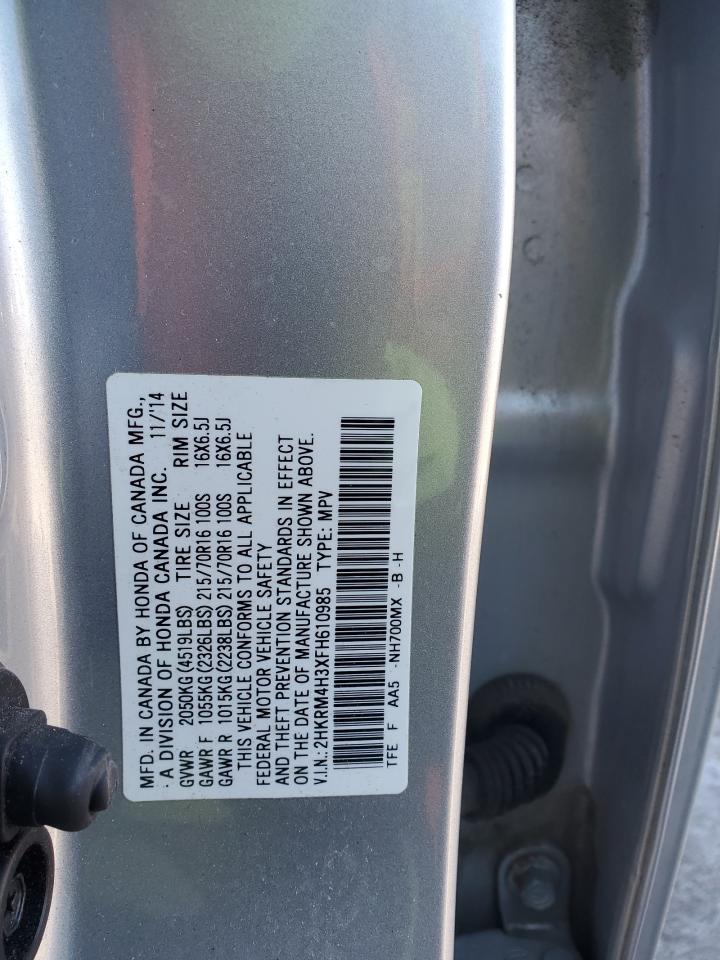 MFD. IN CANADA BY HONDA OF CANADA MFG.,
· A DIVISION OF HONDA CANADA INC. 11/'14
GVWR 2050KG(4519LBS) TIRE SIZE RIM SIZE
GAWR F 1055KG(2326LBS) 215/70R16 100S 16X6.5J
GAWR R 1015KG(2238LBS) 215/70R16 100S 16X6.5J
THIS VEHICLE CONFORMS TO ALL APPLICABLE
FEDERAL MOTOR VEHICLE SAFETY
AND THEFT PREVENTION STANDARDS IN EFFECT
ON THE DATE OF MANUFACTURE SHOWN ABOVE.
V.I.N.: 2HKRM4H3XFH610985 TYPE: MPV
TFE F AA5 -NH700MX -B -H